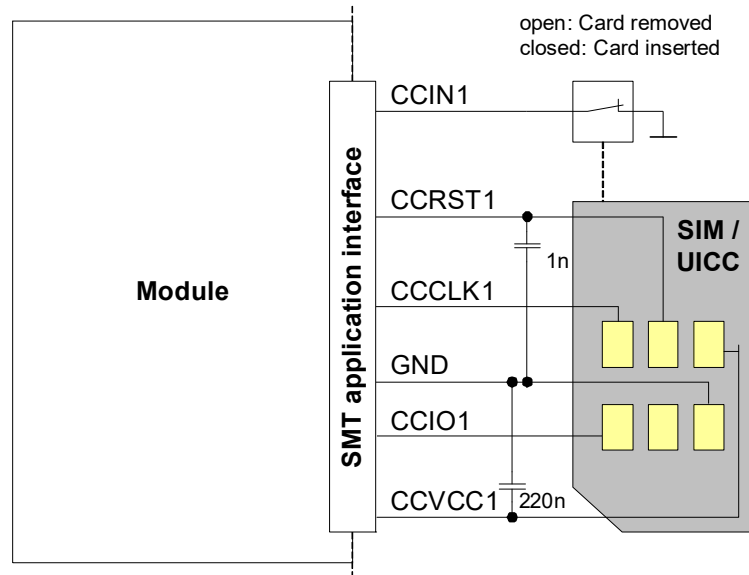 open: Card removed
closed: Card inserted
CCIN1
SMT application interface
CCRST1
SIM /
UICC
1n
Module
CCCLK1
GND
CCIO1
CCVCC1
220n